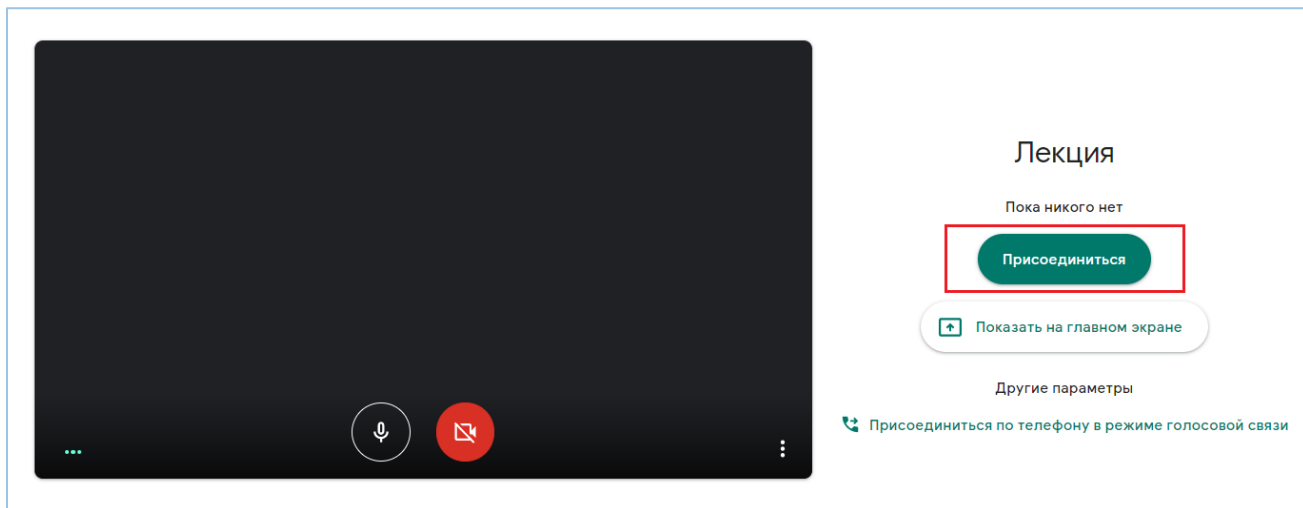 Лекция
Пока никого нет
Присоединиться
Показать на главном экране
Другие параметры
Присоединиться по телефону в режиме голосовой связи